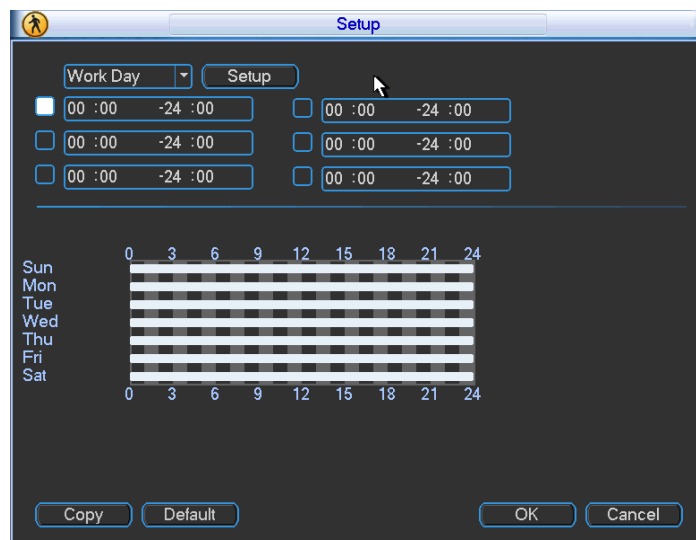 Setup
Work Day Setup
00 :00 -24 :00 00 :00 -24 :00
00 :00 -24 :00 00 :00 -24 :00
00 :00 -24 :00 00 :00 -24 :00
0 3 6 9 12 15 18 21 24
Sun
Mon
Tue
Wed
Thu
Fri
Sat
0 3 6 9 12 15 18 21 24
Copy Default OK Cancel